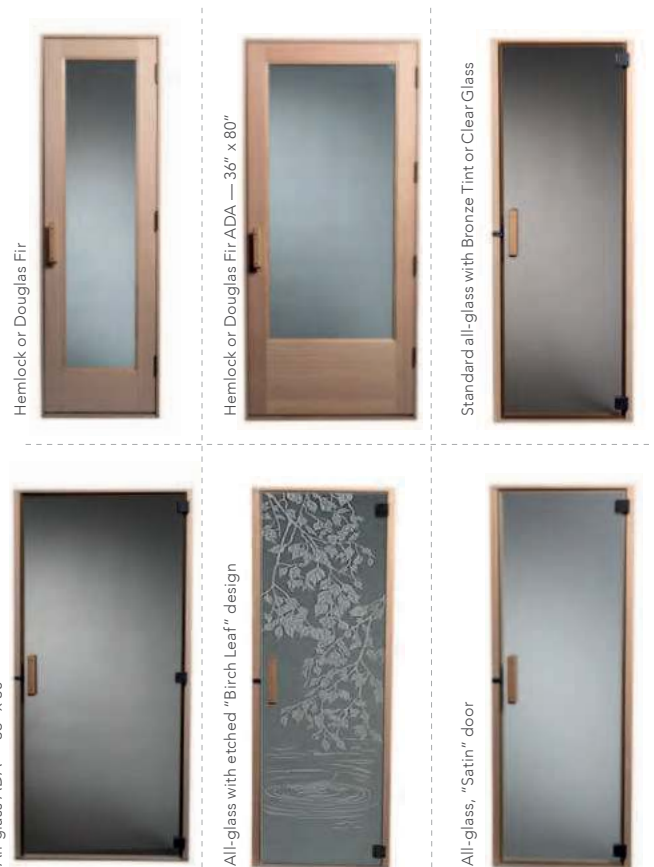 Hemlock or Douglas Fir
Hemlock or Douglas Fir ADA — 36" x 80"
Standard all-glass with Bronze Tint or Clear Glass
All-glass with etched "Birch Leaf" design
All-glass, "Satin" door